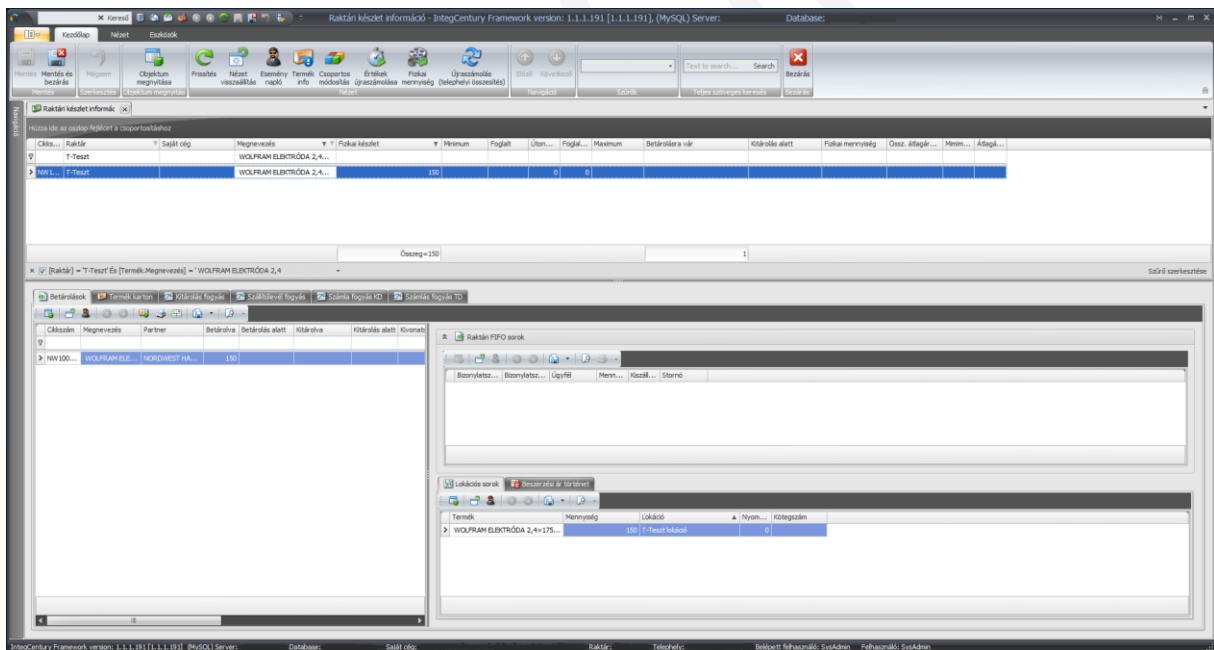 Kereső
Raktári készlet információ - IntegCentury Framework version: 1.1.1.191 [1.1.1.191], (MySQL) Server: Database:
Kezdőlap Nézet Eszközök
Mentés Mentés és bezárás Mégsem Objektum megnyitása Frissítés Nézet visszaállítás Esemény napló Termék info Csoportos módosítás Értékek újraszámolása Fizikai mennyiség Újraszámolás (telephelyi összesítés) Előző Következő Text to search... Search Bezárás
Mentés Szerkesztés Objektum megnyitás Nézet Navigáció Szűrők Teljes szöveges keresés Bezárás
Navigáció
Raktári készlet informác
Húzza ide az oszlop fejlécet a csoportosításhoz
Cikks... Raktár Saját cég Megnevezés Fizikai készlet Minimum Foglalt Úton... Foglal... Maximum Betárolásra vár Kitárolás alatt Fizikai mennyiség Össz. átlagár... Minim... Átlagá...
T-Teszt WOLFRAM ELEKTRÓDA 2,4...
NW1... T-Teszt WOLFRAM ELEKTRÓDA 2,4... 150 0 0
Összeg=150 1
[Raktár] = 'T-Teszt' És [Termék.Megnevezés] = 'WOLFRAM ELEKTRÓDA 2,4 Szűrő szerkesztése
Betárolások Termék karton Kitárolás fogyás Szállítólevél fogyás Számla fogyás KD Számlás fogyás TD
Cikkszám Megnevezés Partner Betárolva Betárolás alatt Kitárolva Kitárolás alatt Kivonat
NW100... WOLFRAM ELE... NORDWEST HA... 150
Raktári FIFO sorok
Bizonylatsz... Bizonylatsz... Ügyfél Menn... Kiszáll... Stornó
Lokációs sorok Beszerzési ár történet
Termék Mennyiség Lokáció Nyom... Kötegszám
WOLFRAM ELEKTRÓDA 2,4=175... 150 T-Teszt lokáció 0
IntegCentury Framework version: 1.1.1.191 [1.1.1.191] (MySQL) Server: Database: Saját cég: Raktár: Telephely: Belépett felhasználó: SysAdmin Felhasználó: SysAdmin